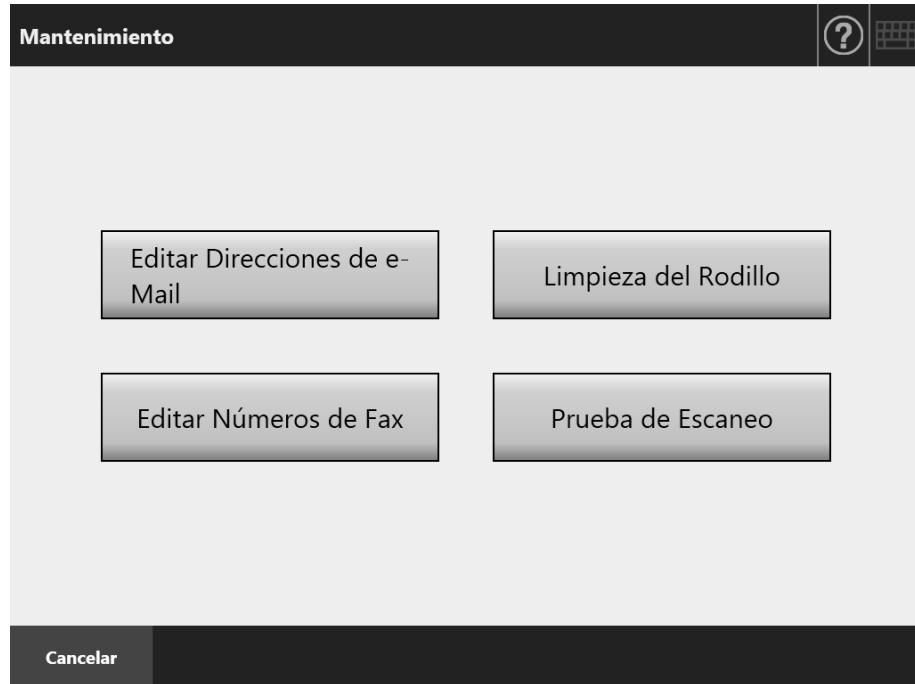 Mantenimiento
Editar Direcciones de e-
Mail
Limpieza del Rodillo
Editar Números de Fax
Prueba de Escaneo
Cancelar